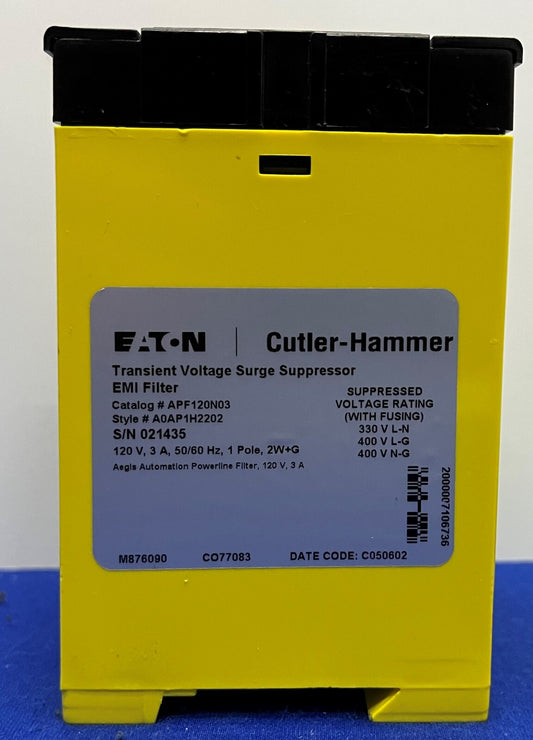 EATON | Cutler-Hammer
Transient Voltage Surge Suppressor
EMI Filter
Catalog # APF120N03
Style # A0AP1H2202
S/N 021435
120 V, 3 A, 50/60 Hz, 1 Pole, 2W+G
Aegis Automation Powerline Filter, 120 V, 3 A
SUPPRESSED
VOLTAGE RATING
(WITH FUSING)
330 V L-N
400 V L-G
400 V N-G
2000007106736
M876090 CO77083 DATE CODE: C050602